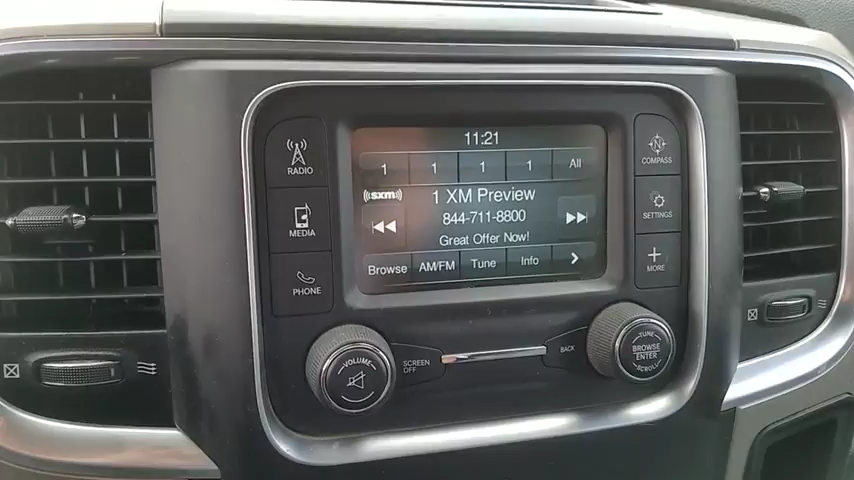 11:21
RADIO
1 1 1 1 All
COMPASS
((sxm))
1 XM Preview
844-711-8800
Great Offer Now!
MEDIA
SETTINGS
Browse AM/FM Tune Info >
PHONE
MORE
VOLUME
SCREEN
OFF
BACK
TUNE
BROWSE
ENTER
SCROLL